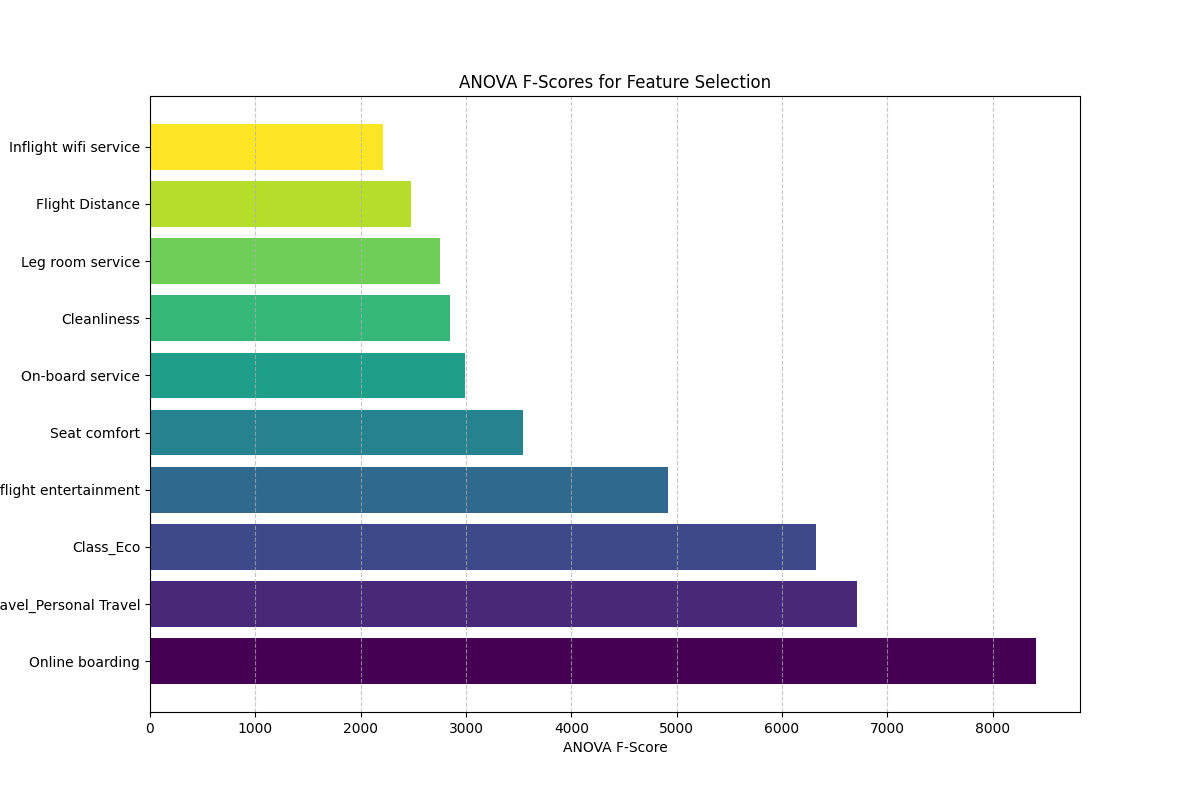 ANOVA F-Scores for Feature Selection
Inflight wifi service
Flight Distance
Leg room service
Cleanliness
On-board service
Seat comfort
flight entertainment
Class_Eco
avel_Personal Travel
Online boarding
0 1000 2000 3000 4000 5000 6000 7000 8000
ANOVA F-Score